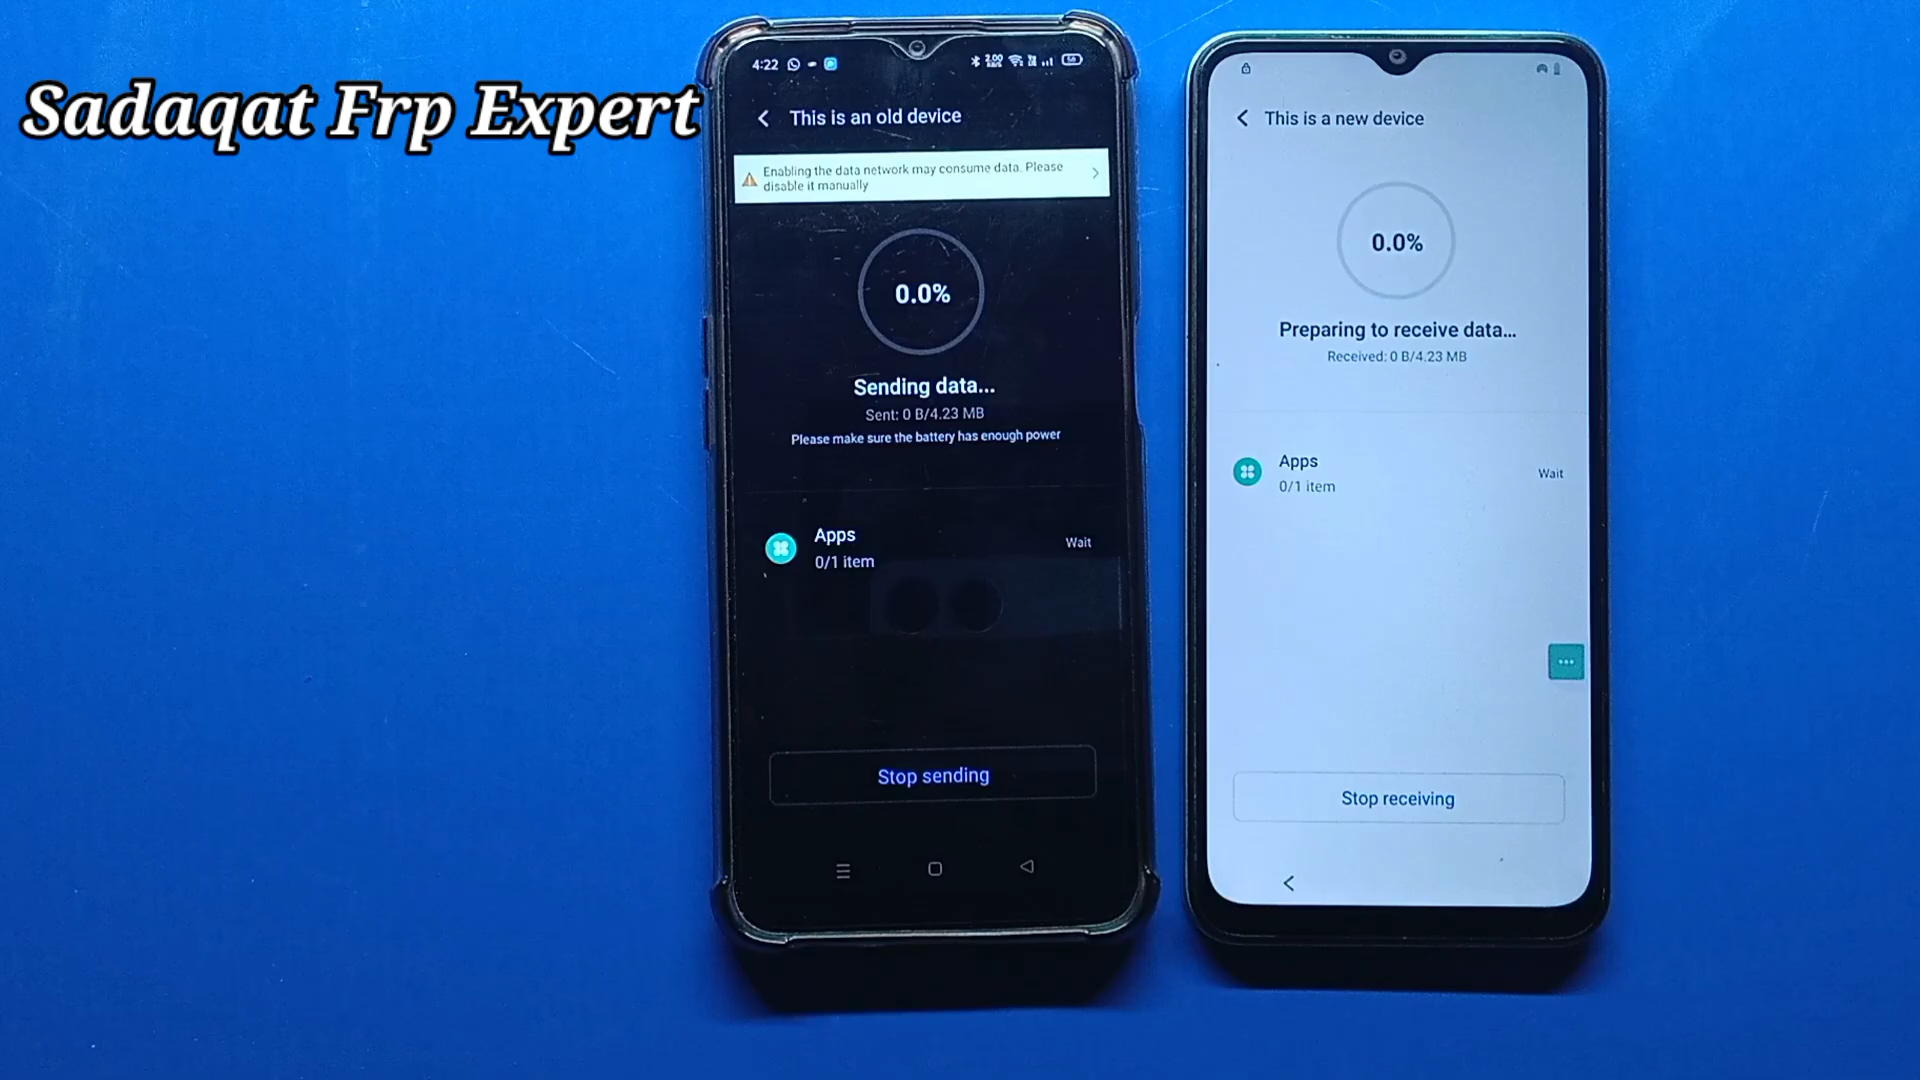 Sadaqat Frp Expert
4:22
This is an old device
Enabling the data network may consume data. Please
disable it manually
0.0%
Sending data...
Sent: 0 B/4.23 MB
Please make sure the battery has enough power
Apps
0/1 item
Wait
Stop sending
This is a new device
0.0%
Preparing to receive data...
Received: 0 B/4.23 MB
Apps
0/1 item
Wait
Stop receiving